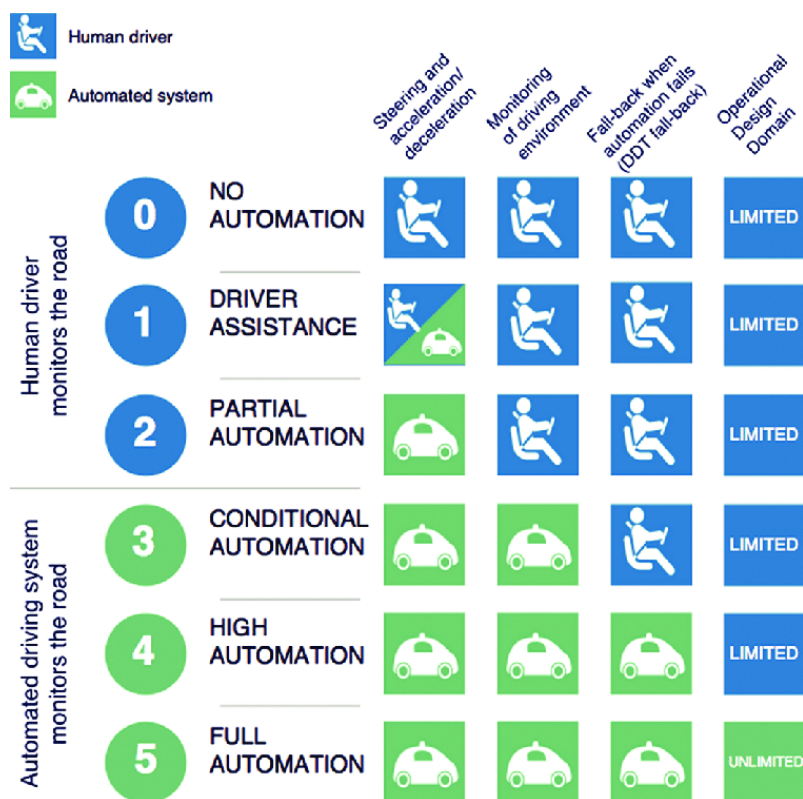 Human driver
Automated system
Steering and
acceleration/
deceleration
Monitoring
of driving
environment
Fall-back when
automation fails
(DDT fall-back)
Operational
Design
Domain
Human driver
monitors the road
0
NO
AUTOMATION
LIMITED
1
DRIVER
ASSISTANCE
LIMITED
2
PARTIAL
AUTOMATION
LIMITED
Automated driving system
monitors the road
3
CONDITIONAL
AUTOMATION
LIMITED
4
HIGH
AUTOMATION
LIMITED
5
FULL
AUTOMATION
UNLIMITED